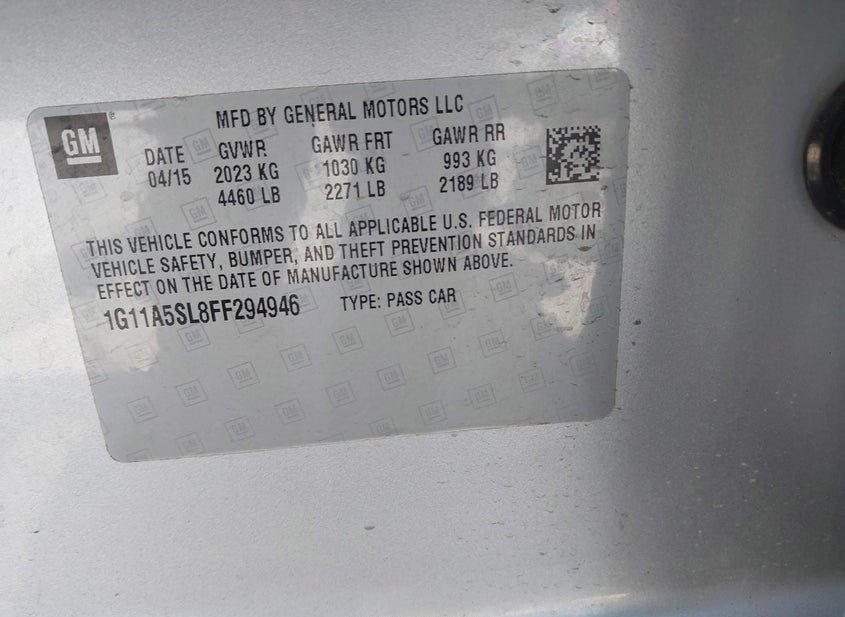 GM
MFD BY GENERAL MOTORS LLC
DATE GVWR GAWR FRT GAWR RR
04/15 2023 KG 1030 KG 993 KG
4460 LB 2271 LB 2189 LB
THIS VEHICLE CONFORMS TO ALL APPLICABLE U.S. FEDERAL MOTOR
VEHICLE SAFETY, BUMPER, AND THEFT PREVENTION STANDARDS IN
EFFECT ON THE DATE OF MANUFACTURE SHOWN ABOVE.
1G11A5SL8FF294946 TYPE: PASS CAR